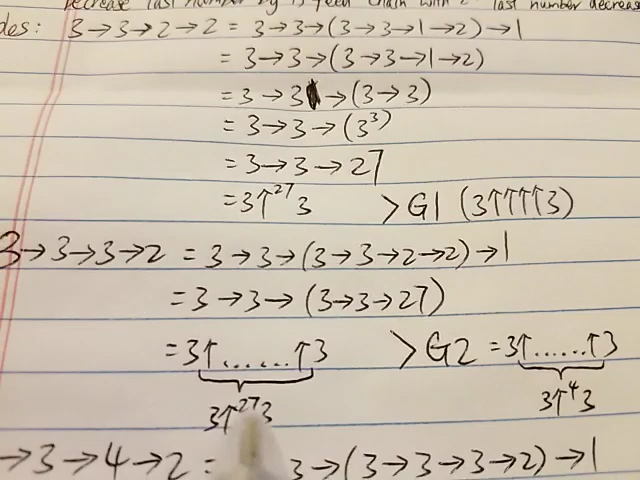 Decrease last number by 1, feed chain with 2nd last number decrease
des: 3→3→2→2 = 3→3→(3→3→1→2)→1
= 3→3→(3→3→1→2)
= 3→3→(3→3)
= 3→3→(3³)
= 3→3→27
= 3↑²⁷3 > G1 (3↑↑↑↑3)
3→3→3→2 = 3→3→(3→3→2→2)→1
= 3→3→(3→3→27)
= 3↑......↑3 > G2 = 3↑......↑3
3↑²⁷3 3↑⁴3
→3→4→2 = 3→(3→3→3→2)→1